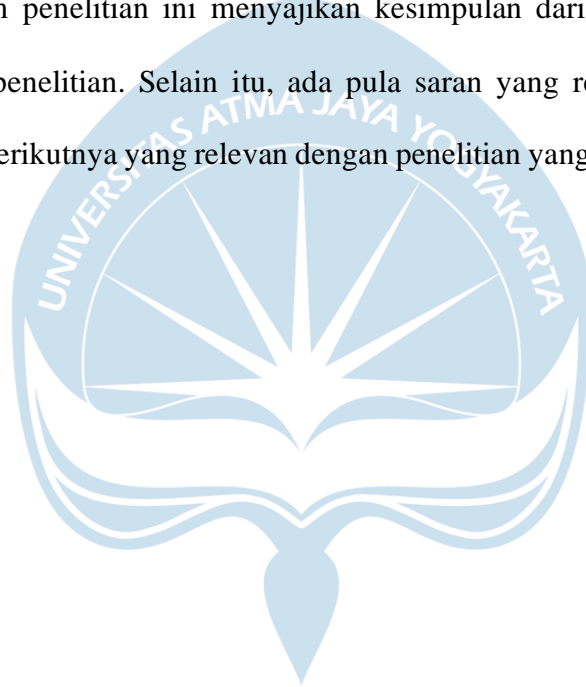 penelitian ini menyajikan kesimpulan dari
penelitian. Selain itu, ada pula saran yang
yang relevan dengan penelitian yang
UNIVERSITAS ATMA JAYA YOGYAKARTA